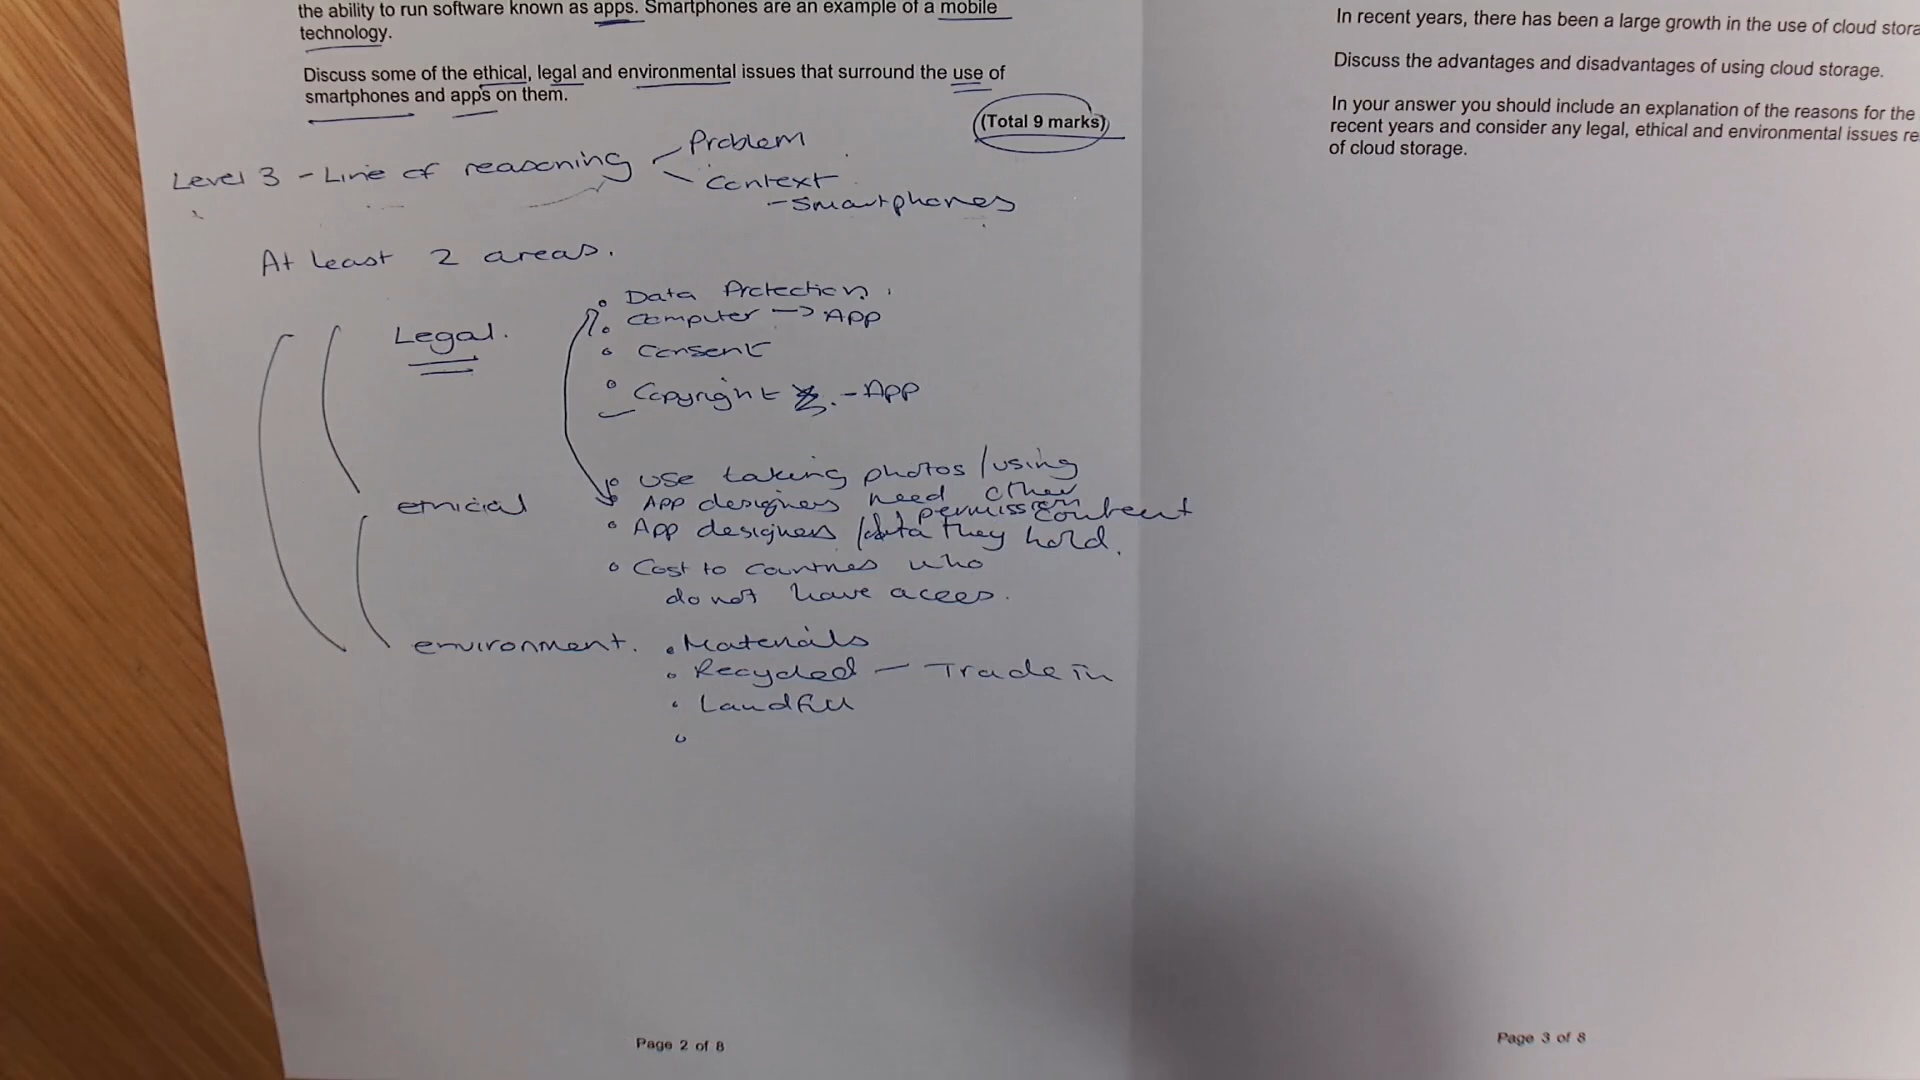 the ability to run software known as apps. Smartphones are an example of a mobile
technology.
Discuss some of the ethical, legal and environmental issues that surround the use of
smartphones and apps on them.
(Total 9 marks)
Level 3 - Line of reasoning
Problem
Context
- Smartphones
At least 2 areas.
Legal.
Data Protection.
Computer -> App
Consent
Copyright - App
ethical
use taking photos / using
other
content
App designers need
permission
App designers / data they hold.
Cost to countries who
do not have acees.
environment.
Materials
Recycled - Trade in
Landfill
Page 2 of 8
In recent years, there has been a large growth in the use of cloud stora
Discuss the advantages and disadvantages of using cloud storage.
In your answer you should include an explanation of the reasons for the
recent years and consider any legal, ethical and environmental issues re
of cloud storage.
Page 3 of 8